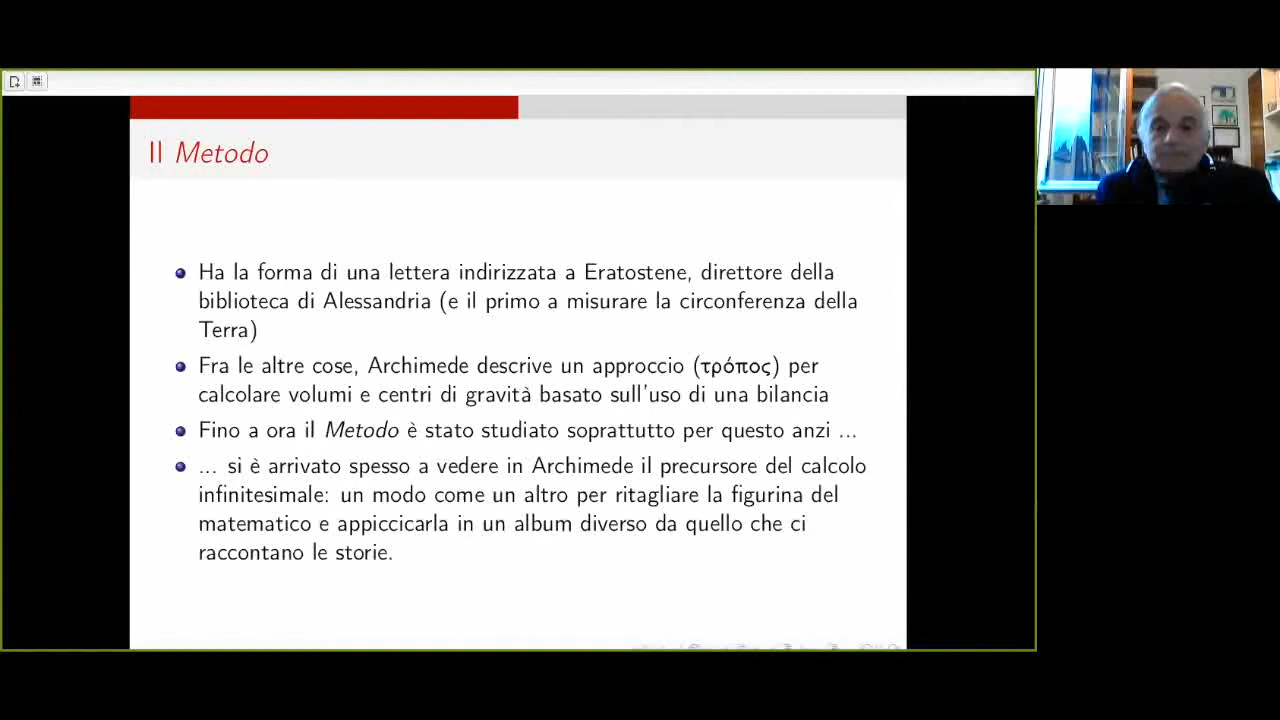 Il Metodo
Ha la forma di una lettera indirizzata a Eratostene, direttore della
biblioteca di Alessandria (e il primo a misurare la circonferenza della
Terra)
Fra le altre cose, Archimede descrive un approccio (τρόπος) per
calcolare volumi e centri di gravità basato sull'uso di una bilancia
Fino a ora il Metodo è stato studiato soprattutto per questo anzi ...
... si è arrivato spesso a vedere in Archimede il precursore del calcolo
infinitesimale: un modo come un altro per ritagliare la figurina del
matematico e appiccicarla in un album diverso da quello che ci
raccontano le storie.